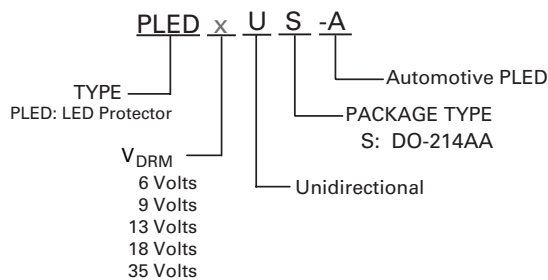 PLED x U S -A
Automotive PLED
TYPE
PLED: LED Protector
PACKAGE TYPE
S: DO-214AA
VDRM
6 Volts
9 Volts
13 Volts
18 Volts
35 Volts
Unidirectional